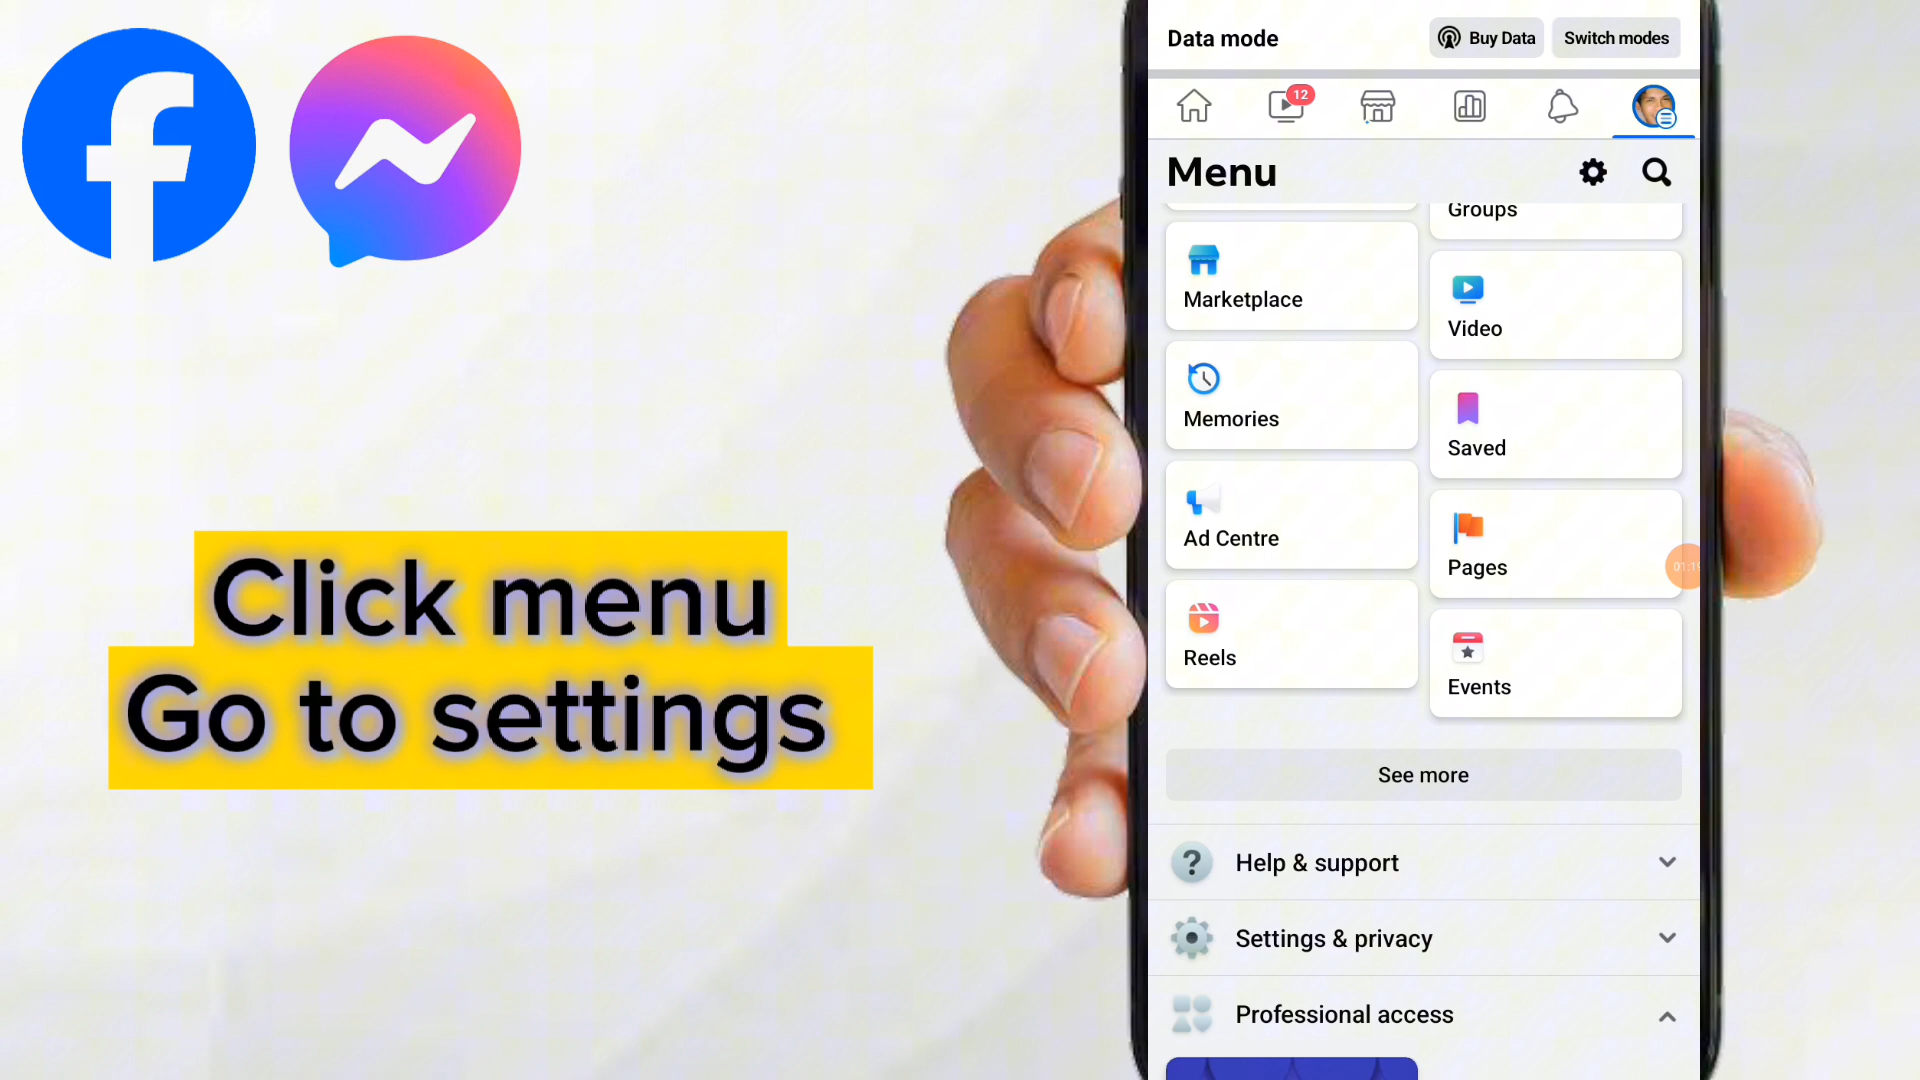 Data mode
Buy Data
Switch modes
12
Menu
Groups
Marketplace
Video
Memories
Saved
Ad Centre
Pages
Reels
Events
See more
Help & support
Settings & privacy
Professional access
Click menu
Go to settings